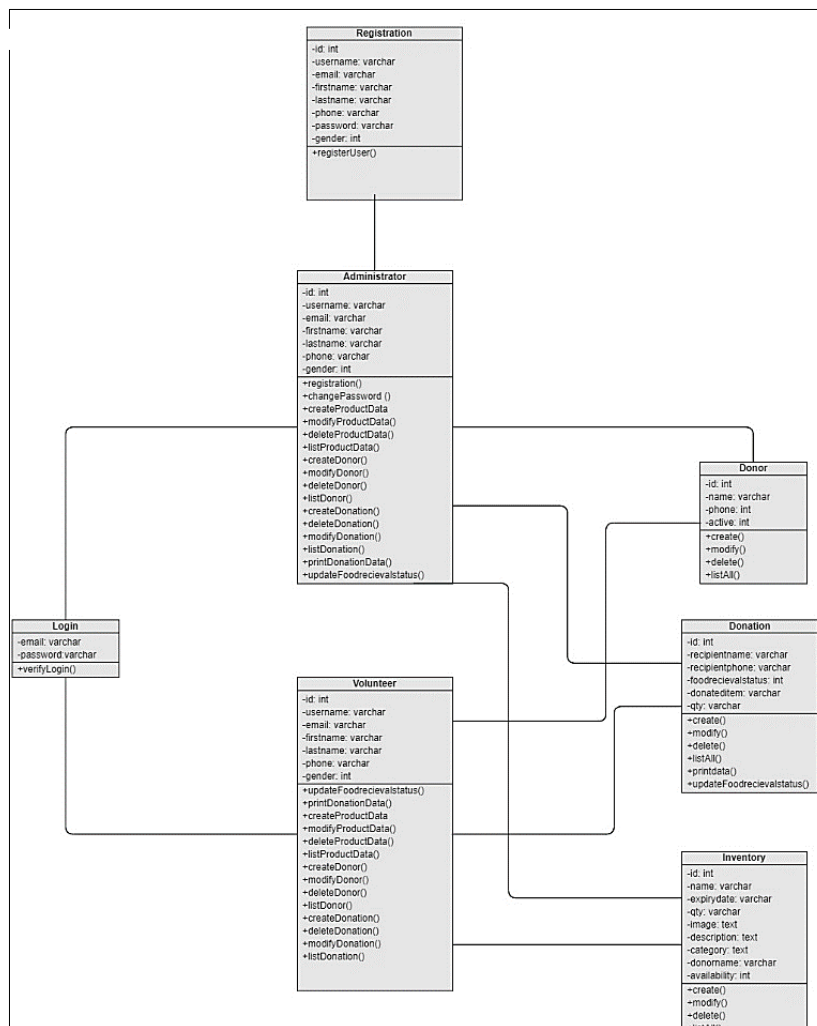 Registration
-id: int
-username: varchar
-email: varchar
-firstname: varchar
-lastname: varchar
-phone: varchar
-password: varchar
-gender: int
+registerUser()
Administrator
-id: int
-username: varchar
-email: varchar
-firstname: varchar
-lastname: varchar
-phone: varchar
-gender: int
+registration()
+changePassword ()
+createProductData
+modifyProductData()
+deleteProductData()
+listProductData()
+createDonor()
+modifyDonor()
+deleteDonor()
+listDonor()
+createDonation()
+deleteDonation()
+modifyDonation()
+listDonation()
+printDonationData()
+updateFoodrecievalstatus()
Donor
-id: int
-name: varchar
-phone: int
-active: int
+create()
+modify()
+delete()
+listAll()
Login
-email: varchar
-password:varchar
+verifyLogin()
Donation
-id: int
-recipientname: varchar
-recipientphone: varchar
-foodrecievalstatus: int
-donateditem: varchar
-qty: varchar
+create()
+modify()
+delete()
+listAll()
+printdata()
+updateFoodrecievalstatus()
Volunteer
-id: int
-username: varchar
-email: varchar
-firstname: varchar
-lastname: varchar
-phone: varchar
-gender: int
+updateFoodrecievalstatus()
+printDonationData()
+createProductData
+modifyProductData()
+deleteProductData()
+listProductData()
+createDonor()
+modifyDonor()
+deleteDonor()
+listDonor()
+createDonation()
+deleteDonation()
+modifyDonation()
+listDonation()
Inventory
-id: int
-name: varchar
-expirydate: varchar
-qty: varchar
-image: text
-description: text
-category: text
-donorname: varchar
-availability: int
+create()
+modify()
+delete()